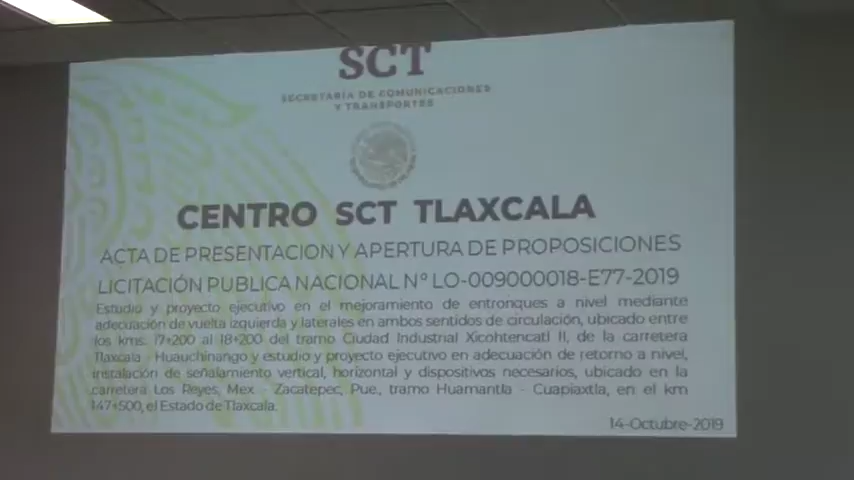 SCT
SECRETARÍA DE COMUNICACIONES
Y TRANSPORTES
CENTRO SCT TLAXCALA
ACTA DE PRESENTACION Y APERTURA DE PROPOSICIONES
LICITACIÓN PUBLICA NACIONAL N° LO-009000018-E77-2019
Estudio y proyecto ejecutivo en el mejoramiento de entronques a nivel mediante
adecuación de vuelta izquierda y laterales en ambos sentidos de circulación, ubicado entre
los kms. 17+200 al 18+200 del tramo Ciudad Industrial Xicohtencatl II, de la carretera
Tlaxcala - Huauchinango y estudio y proyecto ejecutivo en adecuación de retorno a nivel,
instalación de señalamiento vertical, horizontal y dispositivos necesarios, ubicado en la
carretera Los Reyes, Mex - Zacatepec, Pue., tramo Huamantla - Cuapiaxtla, en el km
147+500, el Estado de Tlaxcala.
14-Octubre-2019